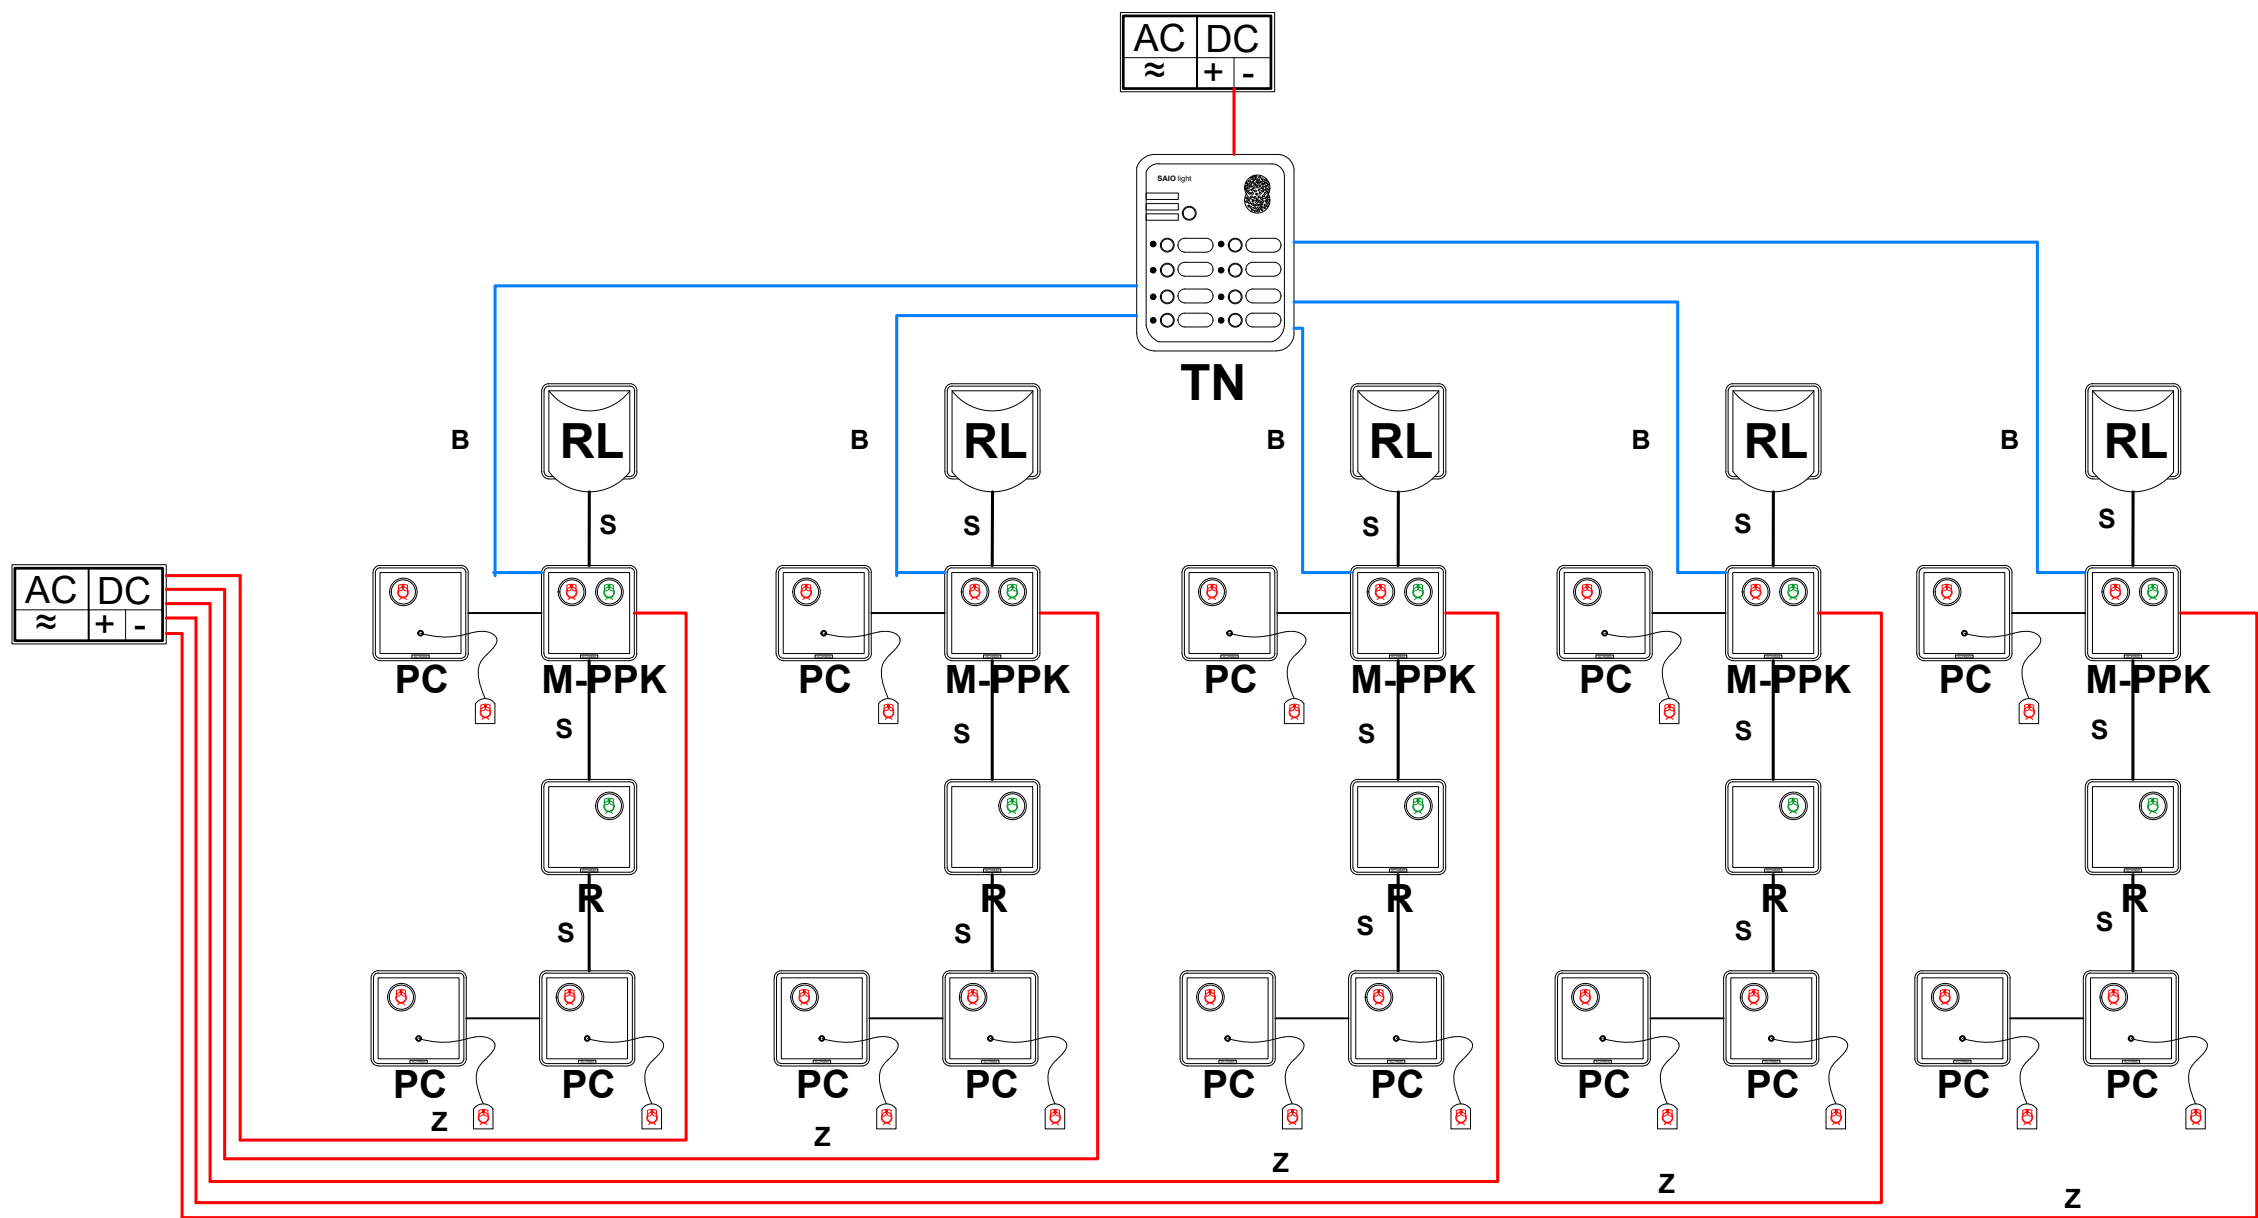 AC DC
≈ + -
SAIO light
TN
RL RL RL RL RL
B B B B B
S S S S S
AC DC
≈ + -
PC M-PPK PC M-PPK PC M-PPK PC M-PPK PC M-PPK
S S S S S
R R R R R
S S S S S
PC PC PC PC PC PC PC PC PC PC
Z Z Z Z Z